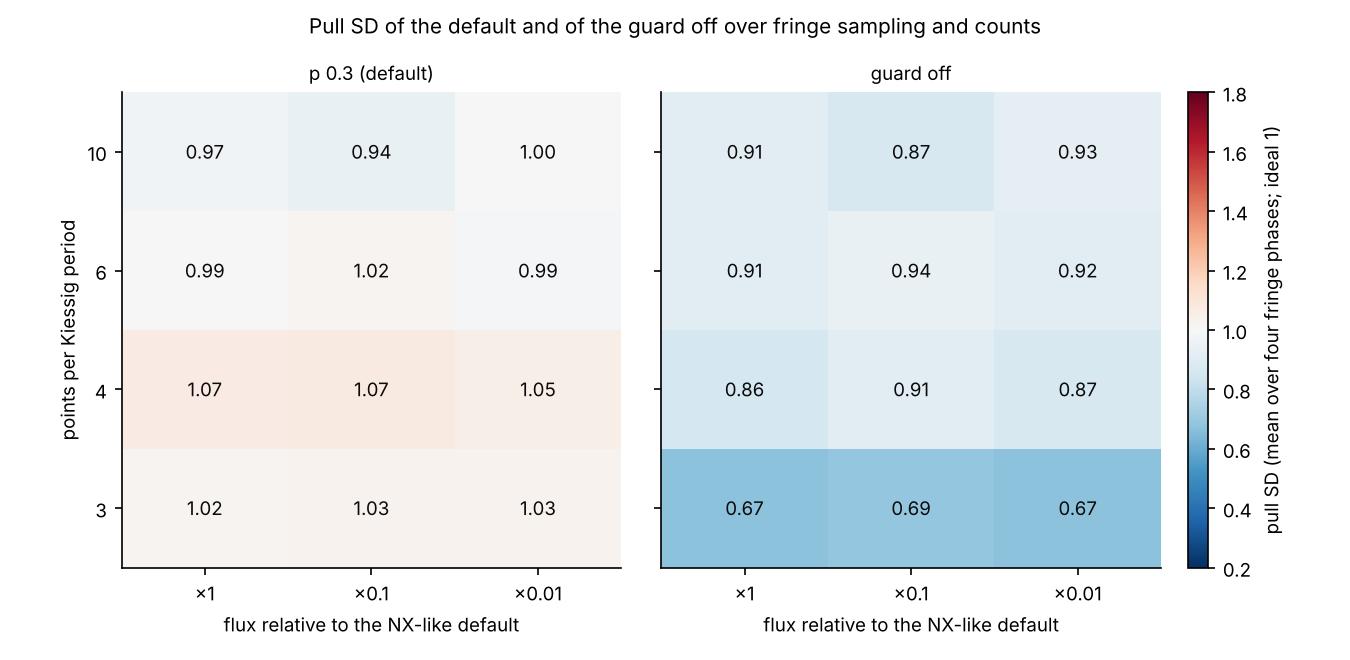 Pull SD of the default and of the guard off over fringe sampling and counts
p 0.3 (default)
guard off
points per Kiessig period
10
6
4
3
0.97 0.94 1.00
0.99 1.02 0.99
1.07 1.07 1.05
1.02 1.03 1.03
×1 ×0.1 ×0.01
flux relative to the NX-like default
0.91 0.87 0.93
0.91 0.94 0.92
0.86 0.91 0.87
0.67 0.69 0.67
×1 ×0.1 ×0.01
flux relative to the NX-like default
1.8
1.6
1.4
1.2
1.0
0.8
0.6
0.4
0.2
pull SD (mean over four fringe phases; ideal 1)